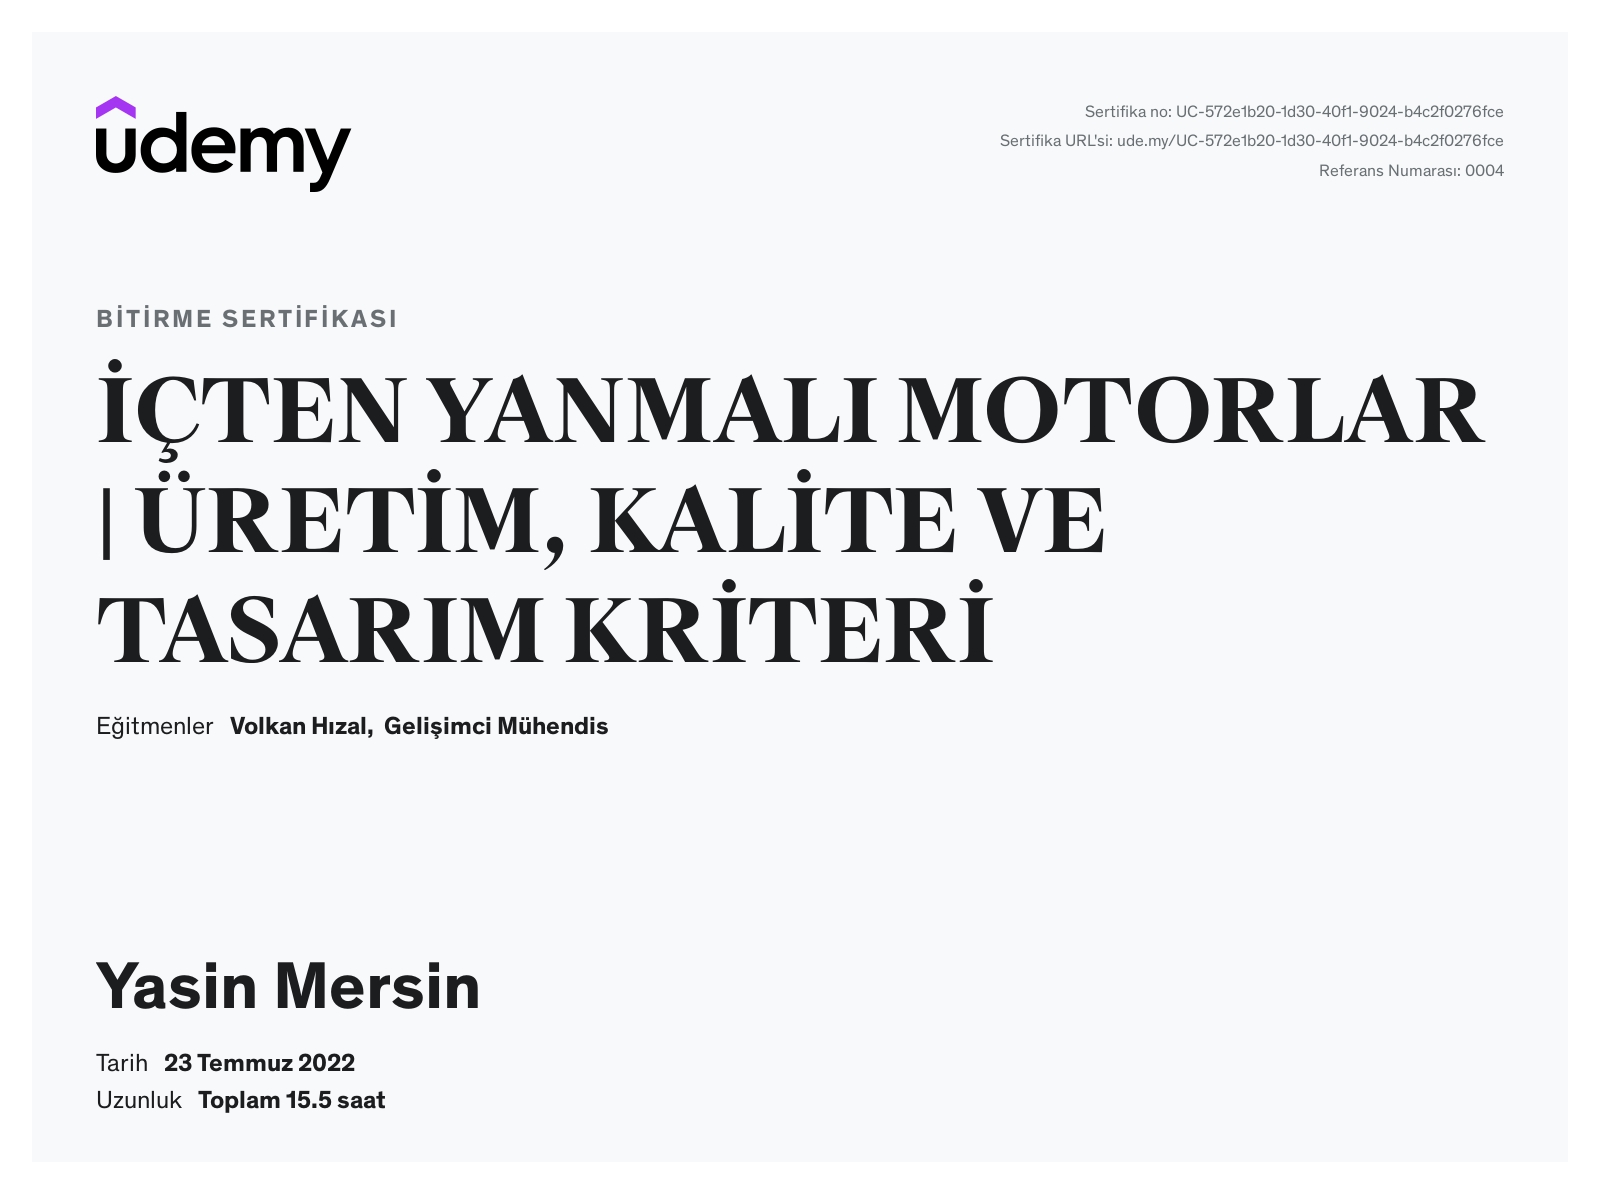 udemy
Sertifika no: UC-572e1b20-1d30-40f1-9024-b4c2f0276fce
Sertifika URL'si: ude.my/UC-572e1b20-1d30-40f1-9024-b4c2f0276fce
Referans Numarası: 0004
BİTİRME SERTİFİKASI
İÇTEN YANMALI MOTORLAR
| ÜRETİM, KALİTE VE
TASARIM KRİTERİ
Eğitmenler Volkan Hızal, Gelişimci Mühendis
Yasin Mersin
Tarih 23 Temmuz 2022
Uzunluk Toplam 15.5 saat